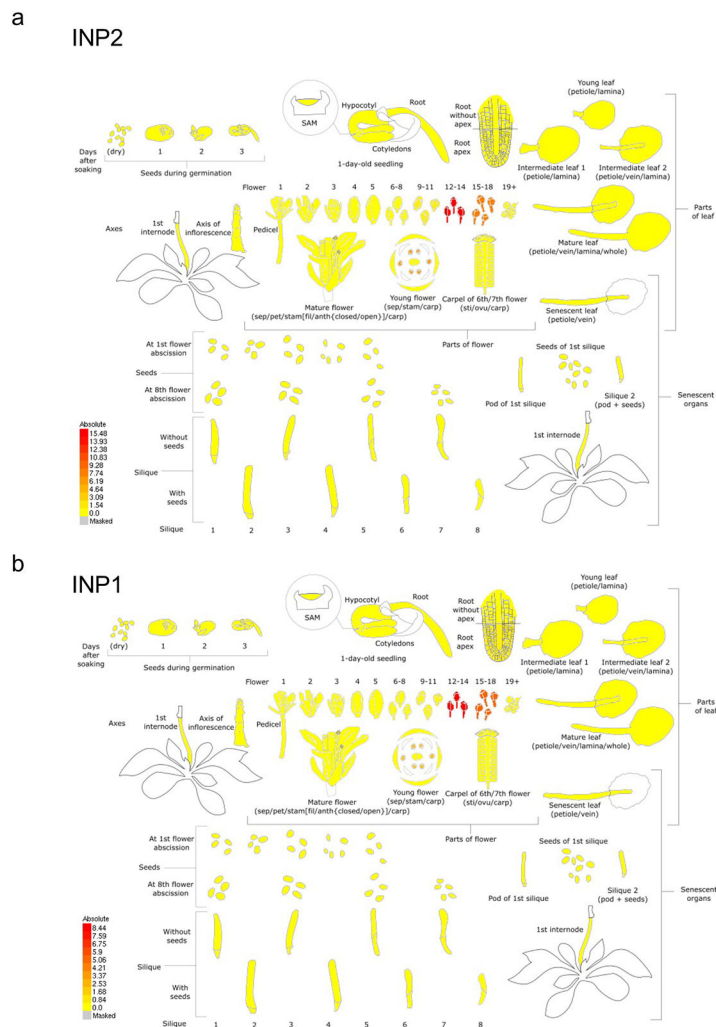 a
INP2
Young leaf
(petiole/lamina)
Hypocotyl
Root
SAM
Cotyledons
1-day-old seedling
Root
without
apex
Root
apex
Intermediate leaf 1
(petiole/lamina)
Intermediate leaf 2
(petiole/vein/lamina)
Days
after
soaking
(dry) 1 2 3
Seeds during germination
Flower 1 2 3 4 5 6-8 9-11 12-14 15-18 19+
Parts
of leaf
Axes
1st
internode
Axis of
inflorescence
Pedicel
Mature leaf
(petiole/vein/lamina/whole)
Mature flower
(sep/pet/stam[fil/anth{closed/open}]/carp)
Young flower
(sep/stam/carp)
Carpel of 6th/7th flower
(sti/ovu/carp)
Senescent leaf
(petiole/vein)
Parts of flower
At 1st flower
abscission
Seeds
At 8th flower
abscission
Seeds of 1st silique
Pod of 1st silique
Silique 2
(pod + seeds)
Senescent
organs
1st internode
Without
seeds
Silique
With
seeds
Silique 1 2 3 4 5 6 7 8
Absolute
15.48
13.93
12.38
10.83
9.28
7.74
6.19
4.64
3.09
1.54
0.0
Masked
b
INP1
Young leaf
(petiole/lamina)
Hypocotyl
Root
SAM
Cotyledons
1-day-old seedling
Root
without
apex
Root
apex
Intermediate leaf 1
(petiole/lamina)
Intermediate leaf 2
(petiole/vein/lamina)
Days
after
soaking
(dry) 1 2 3
Seeds during germination
Flower 1 2 3 4 5 6-8 9-11 12-14 15-18 19+
Parts
of leaf
Axes
1st
internode
Axis of
inflorescence
Pedicel
Mature leaf
(petiole/vein/lamina/whole)
Mature flower
(sep/pet/stam[fil/anth{closed/open}]/carp)
Young flower
(sep/stam/carp)
Carpel of 6th/7th flower
(sti/ovu/carp)
Senescent leaf
(petiole/vein)
Parts of flower
At 1st flower
abscission
Seeds
At 8th flower
abscission
Seeds of 1st silique
Pod of 1st silique
Silique 2
(pod + seeds)
Senescent
organs
1st internode
Without
seeds
Silique
With
seeds
Silique 1 2 3 4 5 6 7 8
Absolute
8.44
7.59
6.75
5.9
5.06
4.21
3.37
2.53
1.68
0.84
0.0
Masked